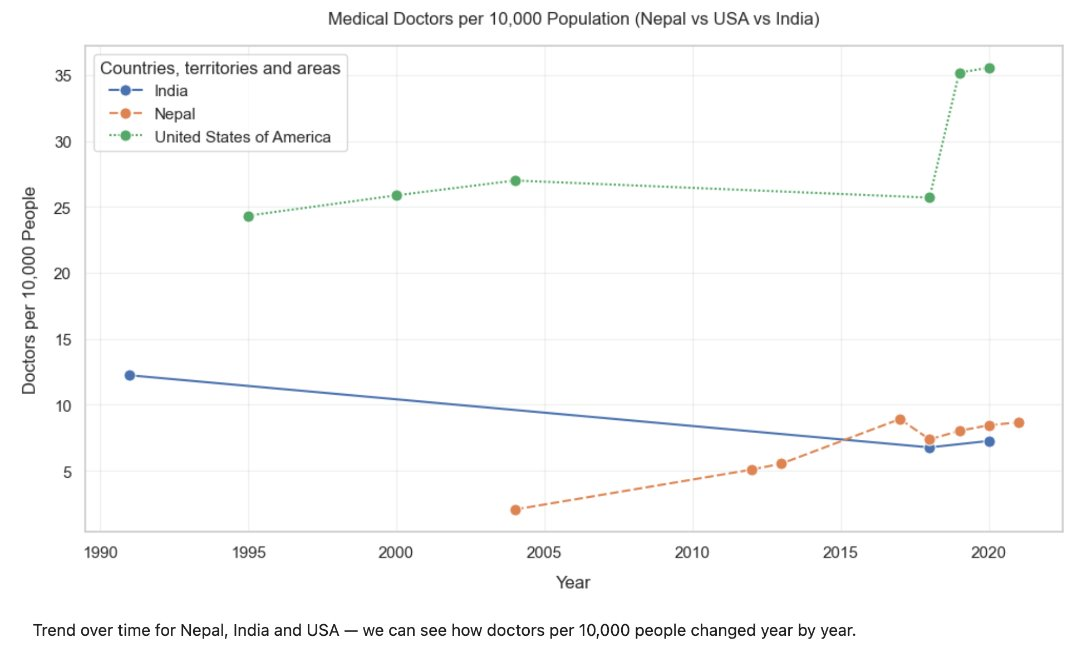 Medical Doctors per 10,000 Population (Nepal vs USA vs India)
Countries, territories and areas
India
Nepal
United States of America
Doctors per 10,000 People
35
30
25
20
15
10
5
1990 1995 2000 2005 2010 2015 2020
Year
Trend over time for Nepal, India and USA — we can see how doctors per 10,000 people changed year by year.